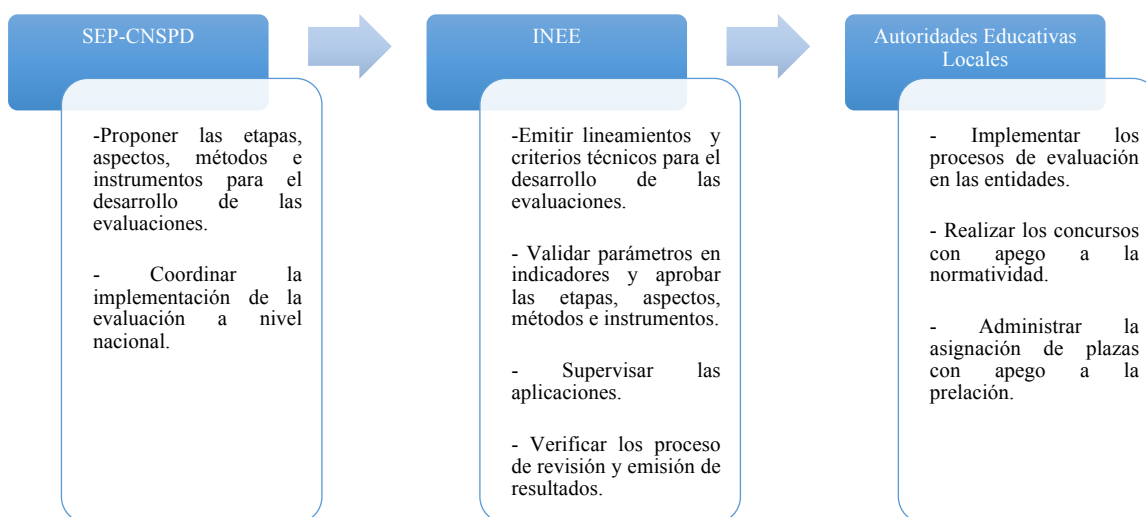 SEP-CNSPD
-Proponer las etapas,
aspectos, métodos e
instrumentos para el
desarrollo de las
evaluaciones.
- Coordinar la
implementación de la
evaluación a nivel
nacional.
INEE
-Emitir lineamientos y
criterios técnicos para el
desarrollo de las
evaluaciones.
- Validar parámetros en
indicadores y aprobar
las etapas, aspectos,
métodos e instrumentos.
- Supervisar las
aplicaciones.
- Verificar los proceso
de revisión y emisión de
resultados.
Autoridades Educativas
Locales
- Implementar los
procesos de evaluación
en las entidades.
- Realizar los concursos
con apego a la
normatividad.
- Administrar la
asignación de plazas
con apego a la
prelación.